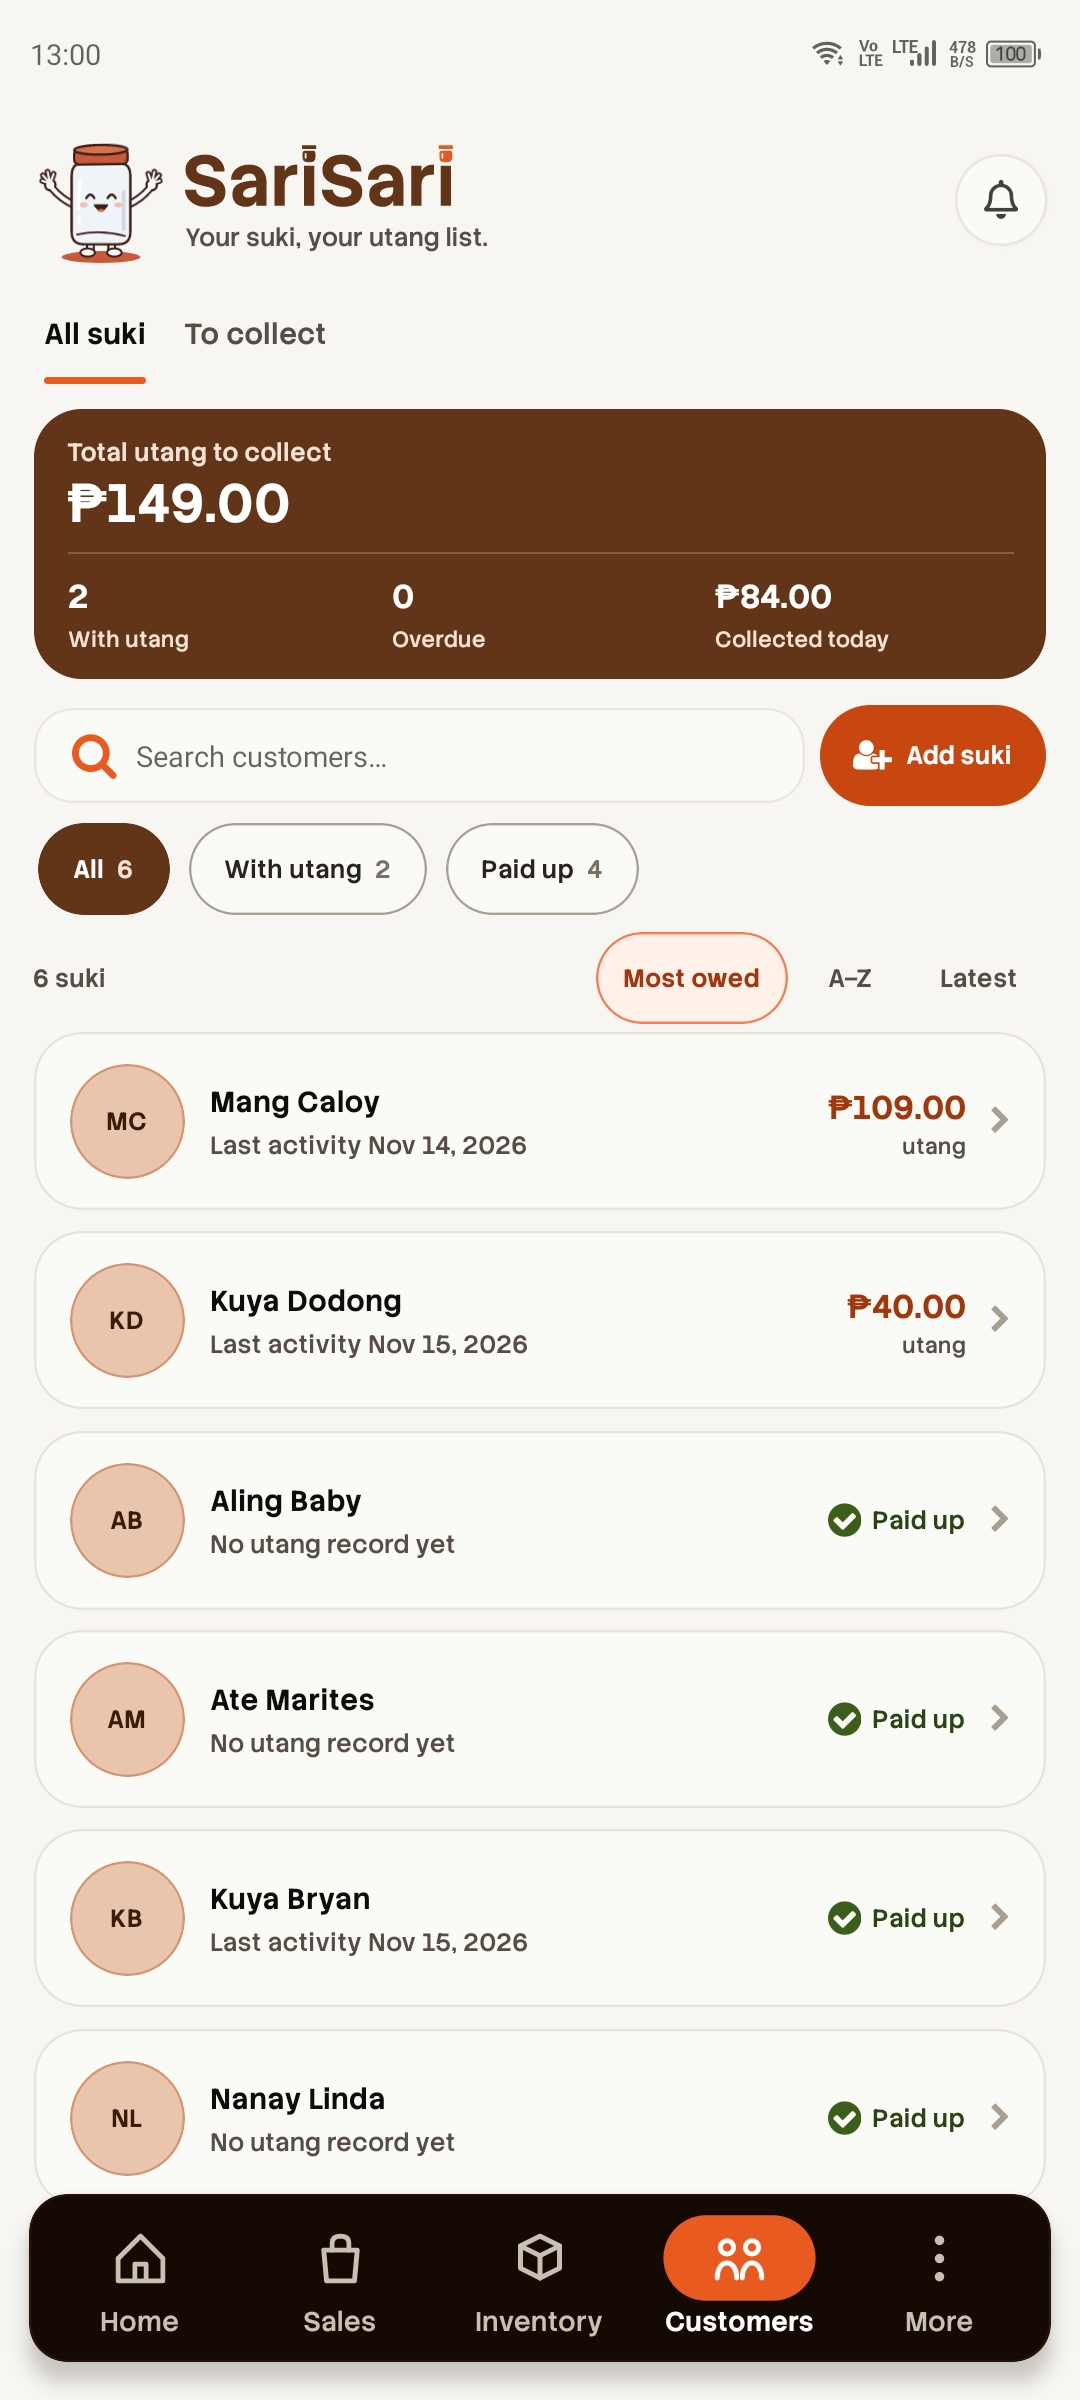 13:00
Vo LTE
LTE
478 B/S
100
SariSari
Your suki, your utang list.
All suki
To collect
Total utang to collect
₱149.00
2
With utang
0
Overdue
₱84.00
Collected today
Search customers...
Add suki
All 6
With utang 2
Paid up 4
6 suki
Most owed
A–Z
Latest
MC
Mang Caloy
Last activity Nov 14, 2026
₱109.00
utang
KD
Kuya Dodong
Last activity Nov 15, 2026
₱40.00
utang
AB
Aling Baby
No utang record yet
Paid up
AM
Ate Marites
No utang record yet
Paid up
KB
Kuya Bryan
Last activity Nov 15, 2026
Paid up
NL
Nanay Linda
No utang record yet
Paid up
Home
Sales
Inventory
Customers
More